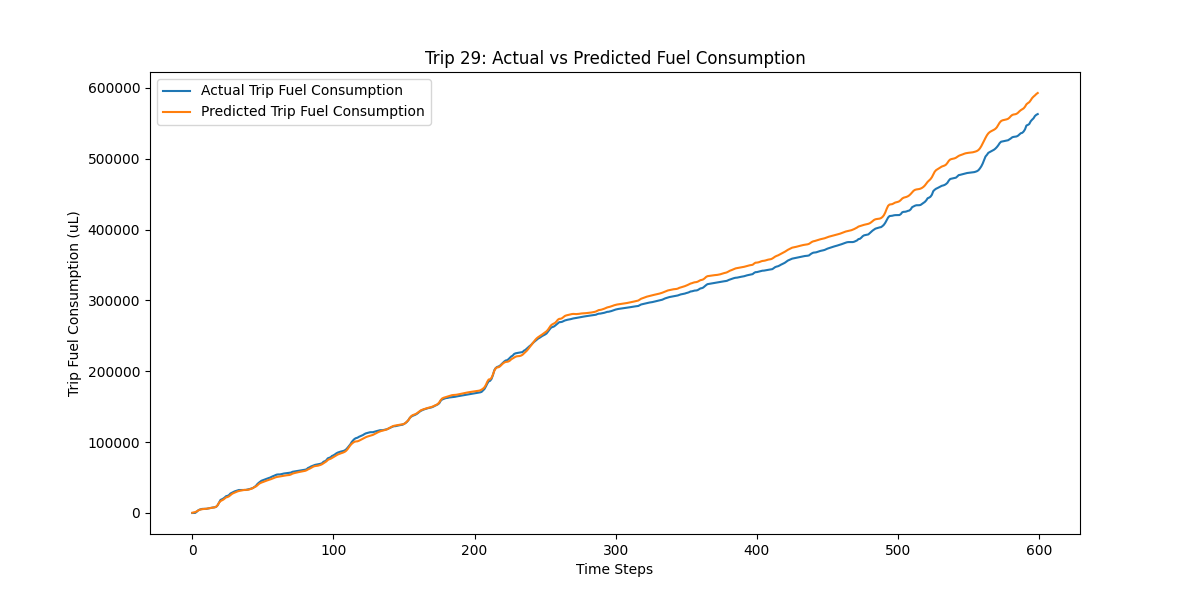 Trip 29: Actual vs Predicted Fuel Consumption
Actual Trip Fuel Consumption
Predicted Trip Fuel Consumption
Trip Fuel Consumption (uL)
600000
500000
400000
300000
200000
100000
0
0 100 200 300 400 500 600
Time Steps